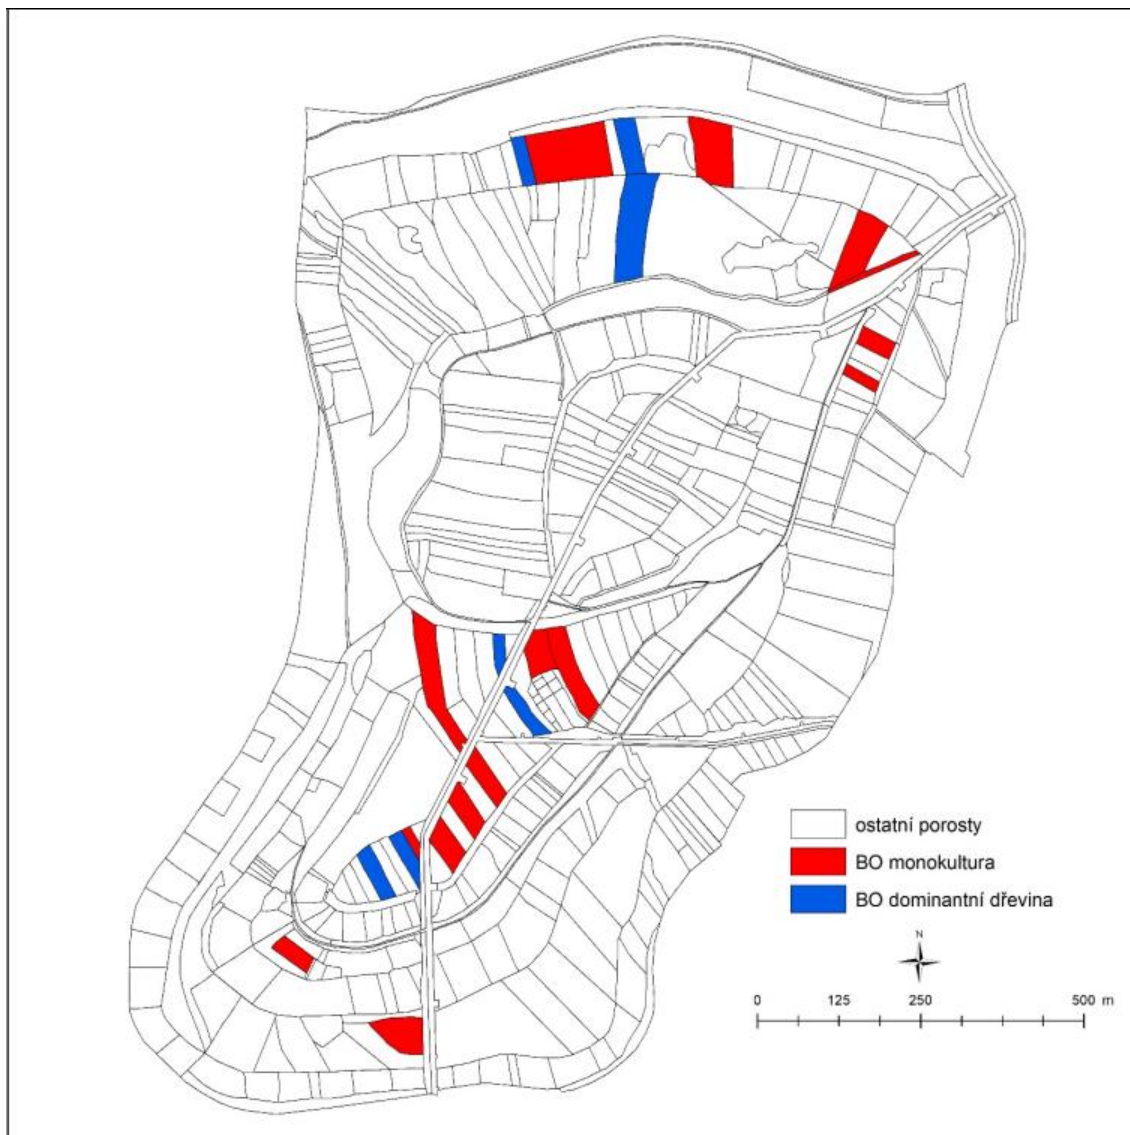 ostatní porosty
BO monokultura
BO dominantní dřevina
N
0 125 250 500 m